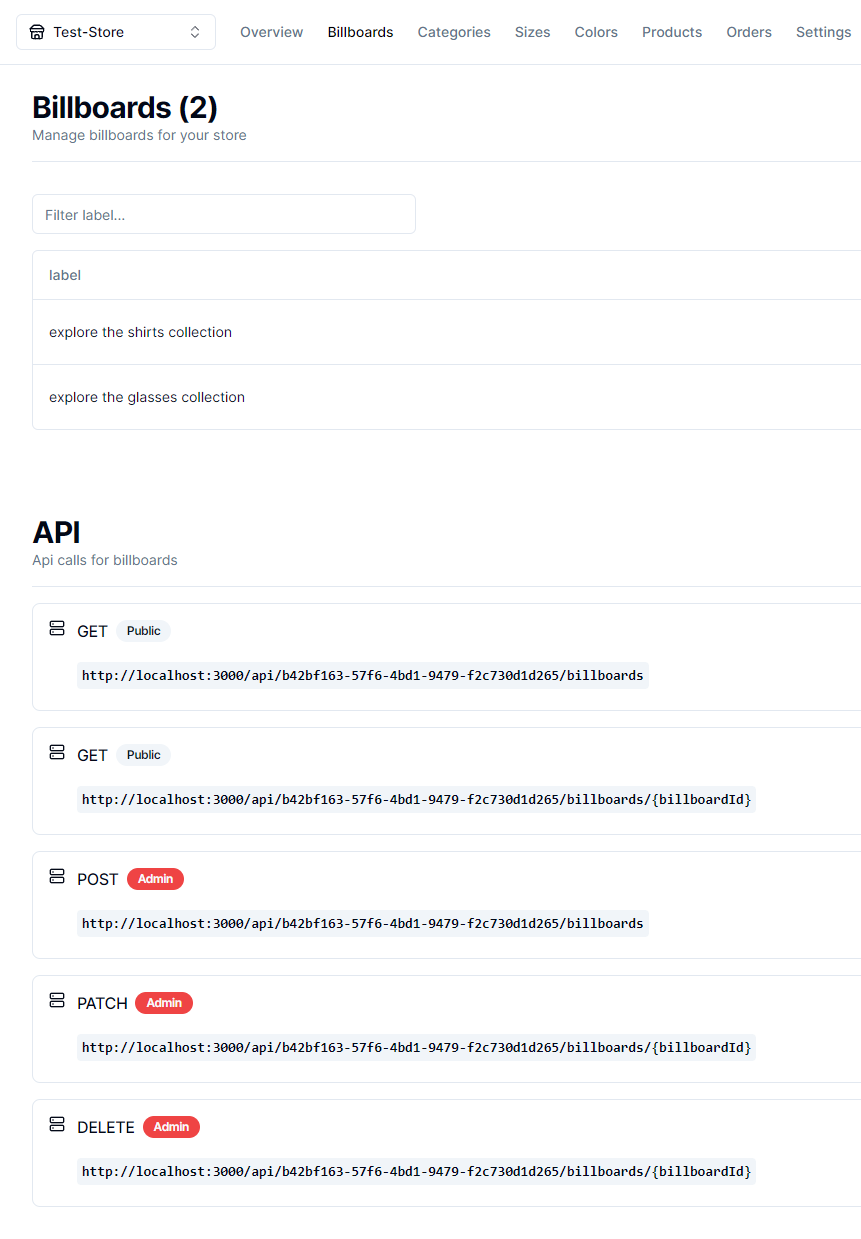 Test-Store Overview Billboards Categories Sizes Colors Products Orders Settings
Billboards (2)
Manage billboards for your store
Filter label...
label
explore the shirts collection
explore the glasses collection
API
Api calls for billboards
GET Public
http://localhost:3000/api/b42bf163-57f6-4bd1-9479-f2c730d1d265/billboards
GET Public
http://localhost:3000/api/b42bf163-57f6-4bd1-9479-f2c730d1d265/billboards/{billboardId}
POST Admin
http://localhost:3000/api/b42bf163-57f6-4bd1-9479-f2c730d1d265/billboards
PATCH Admin
http://localhost:3000/api/b42bf163-57f6-4bd1-9479-f2c730d1d265/billboards/{billboardId}
DELETE Admin
http://localhost:3000/api/b42bf163-57f6-4bd1-9479-f2c730d1d265/billboards/{billboardId}